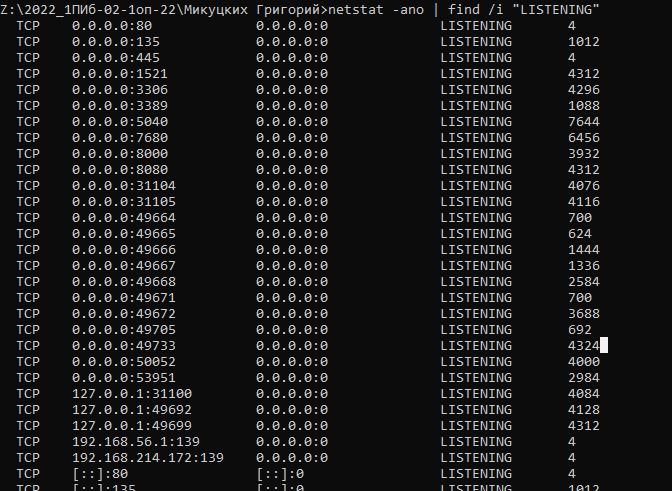 Z:\2022_1ПИб-02-1оп-22\Микуцких Григорий>netstat -ano | find /i "LISTENING"
TCP 0.0.0.0:80 0.0.0.0:0 LISTENING 4
TCP 0.0.0.0:135 0.0.0.0:0 LISTENING 1012
TCP 0.0.0.0:445 0.0.0.0:0 LISTENING 4
TCP 0.0.0.0:1521 0.0.0.0:0 LISTENING 4312
TCP 0.0.0.0:3306 0.0.0.0:0 LISTENING 4296
TCP 0.0.0.0:3389 0.0.0.0:0 LISTENING 1088
TCP 0.0.0.0:5040 0.0.0.0:0 LISTENING 7644
TCP 0.0.0.0:7680 0.0.0.0:0 LISTENING 6456
TCP 0.0.0.0:8000 0.0.0.0:0 LISTENING 3932
TCP 0.0.0.0:8080 0.0.0.0:0 LISTENING 4312
TCP 0.0.0.0:31104 0.0.0.0:0 LISTENING 4076
TCP 0.0.0.0:31105 0.0.0.0:0 LISTENING 4116
TCP 0.0.0.0:49664 0.0.0.0:0 LISTENING 700
TCP 0.0.0.0:49665 0.0.0.0:0 LISTENING 624
TCP 0.0.0.0:49666 0.0.0.0:0 LISTENING 1444
TCP 0.0.0.0:49667 0.0.0.0:0 LISTENING 1336
TCP 0.0.0.0:49668 0.0.0.0:0 LISTENING 2584
TCP 0.0.0.0:49671 0.0.0.0:0 LISTENING 700
TCP 0.0.0.0:49672 0.0.0.0:0 LISTENING 3688
TCP 0.0.0.0:49705 0.0.0.0:0 LISTENING 692
TCP 0.0.0.0:49733 0.0.0.0:0 LISTENING 4324
TCP 0.0.0.0:50052 0.0.0.0:0 LISTENING 4000
TCP 0.0.0.0:53951 0.0.0.0:0 LISTENING 2984
TCP 127.0.0.1:31100 0.0.0.0:0 LISTENING 4084
TCP 127.0.0.1:49692 0.0.0.0:0 LISTENING 4128
TCP 127.0.0.1:49699 0.0.0.0:0 LISTENING 4312
TCP 192.168.56.1:139 0.0.0.0:0 LISTENING 4
TCP 192.168.214.172:139 0.0.0.0:0 LISTENING 4
TCP [::]:80 [::]:0 LISTENING 4
TCP [::]:135 [::]:0 LISTENING 1012